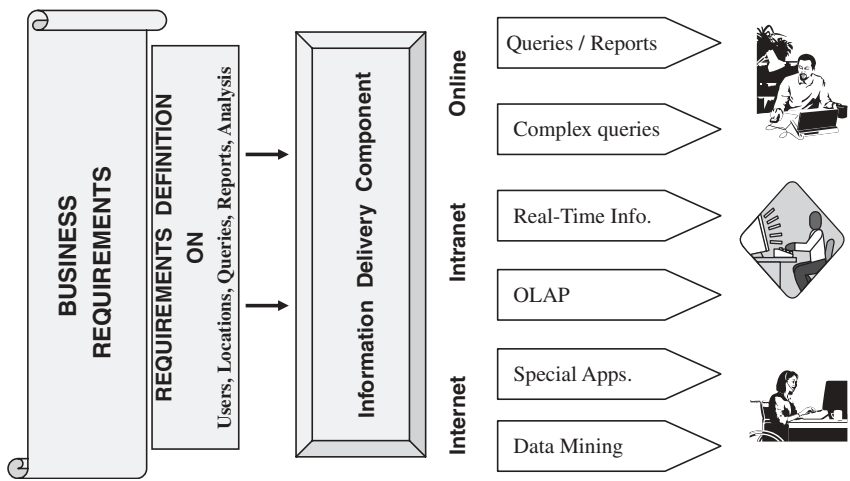 BUSINESS
REQUIREMENTS
REQUIREMENTS DEFINITION
ON
Users, Locations, Queries, Reports, Analysis
Information Delivery Component
Online
Intranet
Internet
Queries / Reports
Complex queries
Real-Time Info.
OLAP
Special Apps.
Data Mining